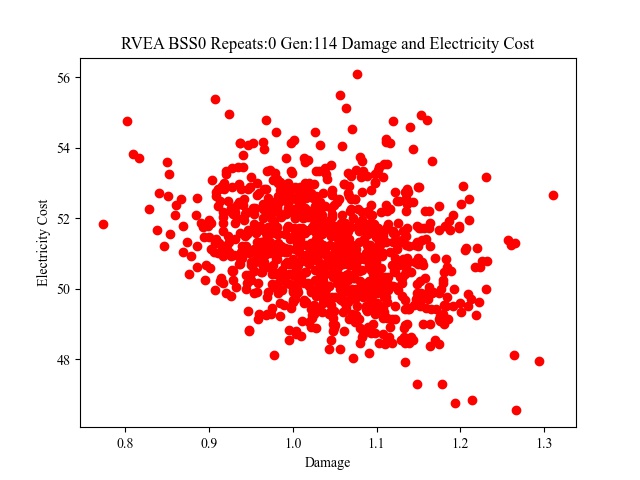 RVEA BSS0 Repeats:0 Gen:114 Damage and Electricity Cost
56
54
52
50
48
Electricity Cost
0.8 0.9 1.0 1.1 1.2 1.3
Damage